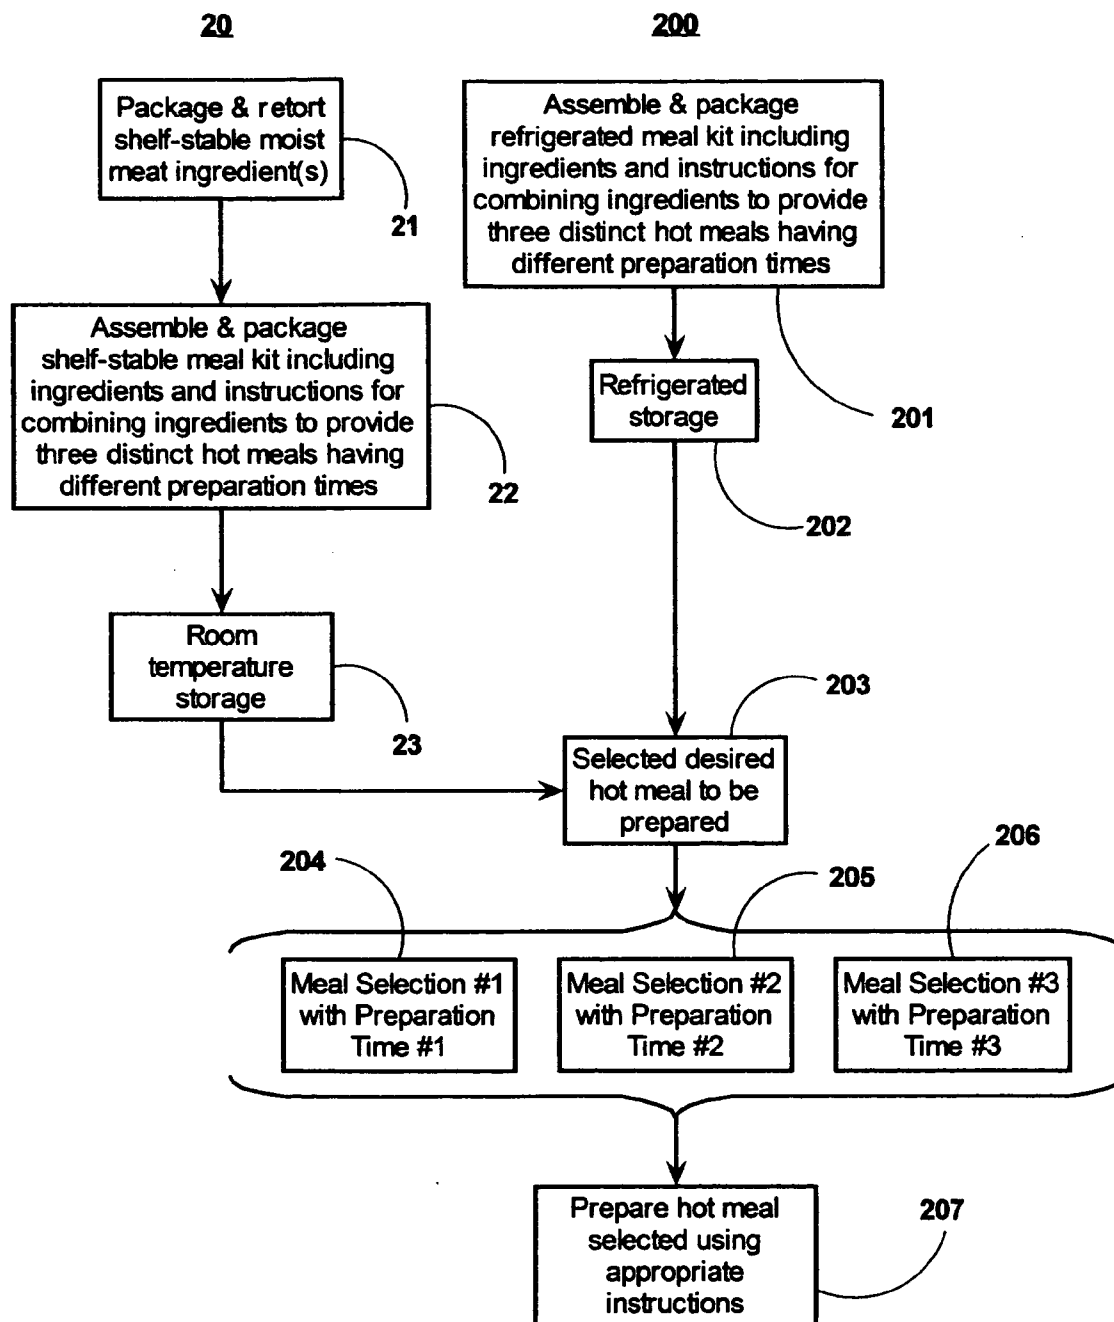 20
200
Package & retort
shelf-stable moist
meat ingredient(s)
21
Assemble & package
refrigerated meal kit including
ingredients and instructions for
combining ingredients to provide
three distinct hot meals having
different preparation times
201
Assemble & package
shelf-stable meal kit including
ingredients and instructions for
combining ingredients to provide
three distinct hot meals having
different preparation times
22
Refrigerated
storage
202
Room
temperature
storage
23
203
Selected desired
hot meal to be
prepared
204
205
206
Meal Selection #1
with Preparation
Time #1
Meal Selection #2
with Preparation
Time #2
Meal Selection #3
with Preparation
Time #3
Prepare hot meal
selected using
appropriate
instructions
207